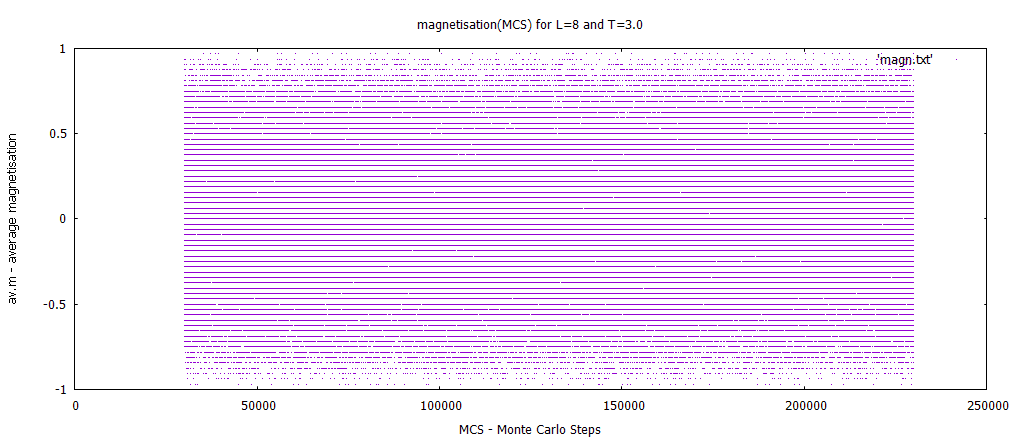 magnetisation(MCS) for L=8 and T=3.0
'magn.txt'
av.m - average magnetisation
1
0.5
0
-0.5
-1
0
50000
100000
150000
200000
250000
MCS - Monte Carlo Steps